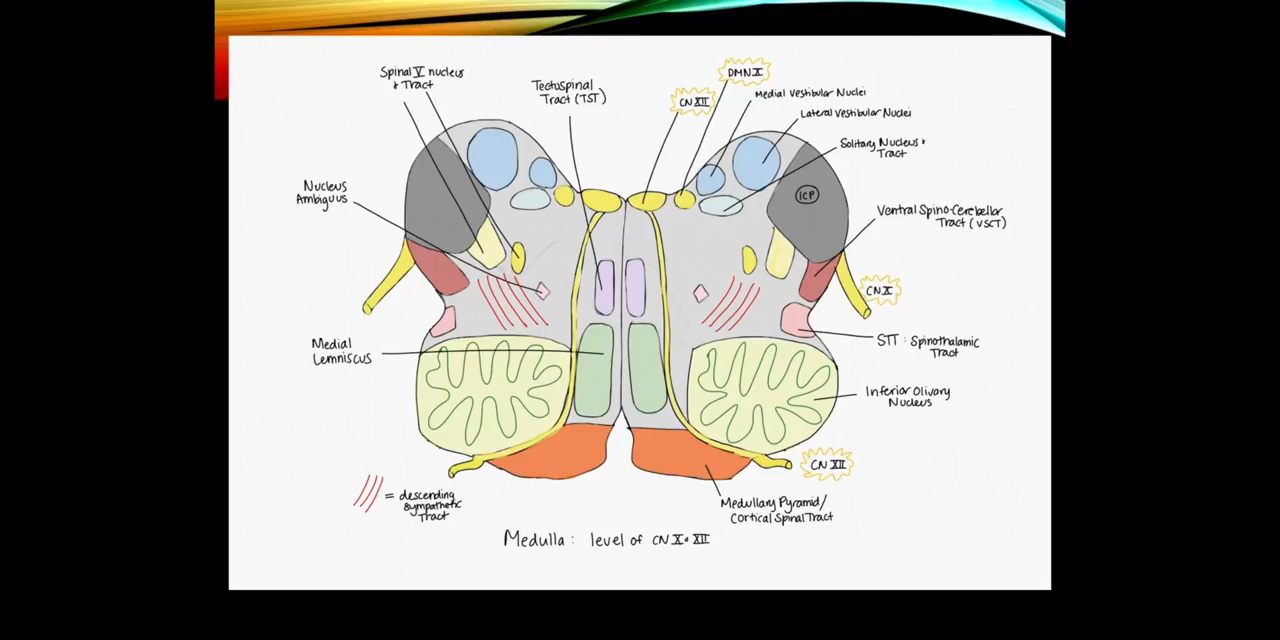 Spinal V nucleus
& Tract
Tectospinal
Tract (TST)
DMN X
CN XII
Medial Vestibular Nuclei
Lateral Vestibular Nuclei
Solitary Nucleus &
Tract
Nucleus
Ambiguus
ICP
Ventral Spino-Cerebellar
Tract (VSCT)
CN X
Medial
Lemniscus
STT : Spinothalamic
Tract
Inferior Olivary
Nucleus
CN XII
= descending
sympathetic
Tract
Medullary Pyramid/
Cortical Spinal Tract
Medulla: level of CN X & XII